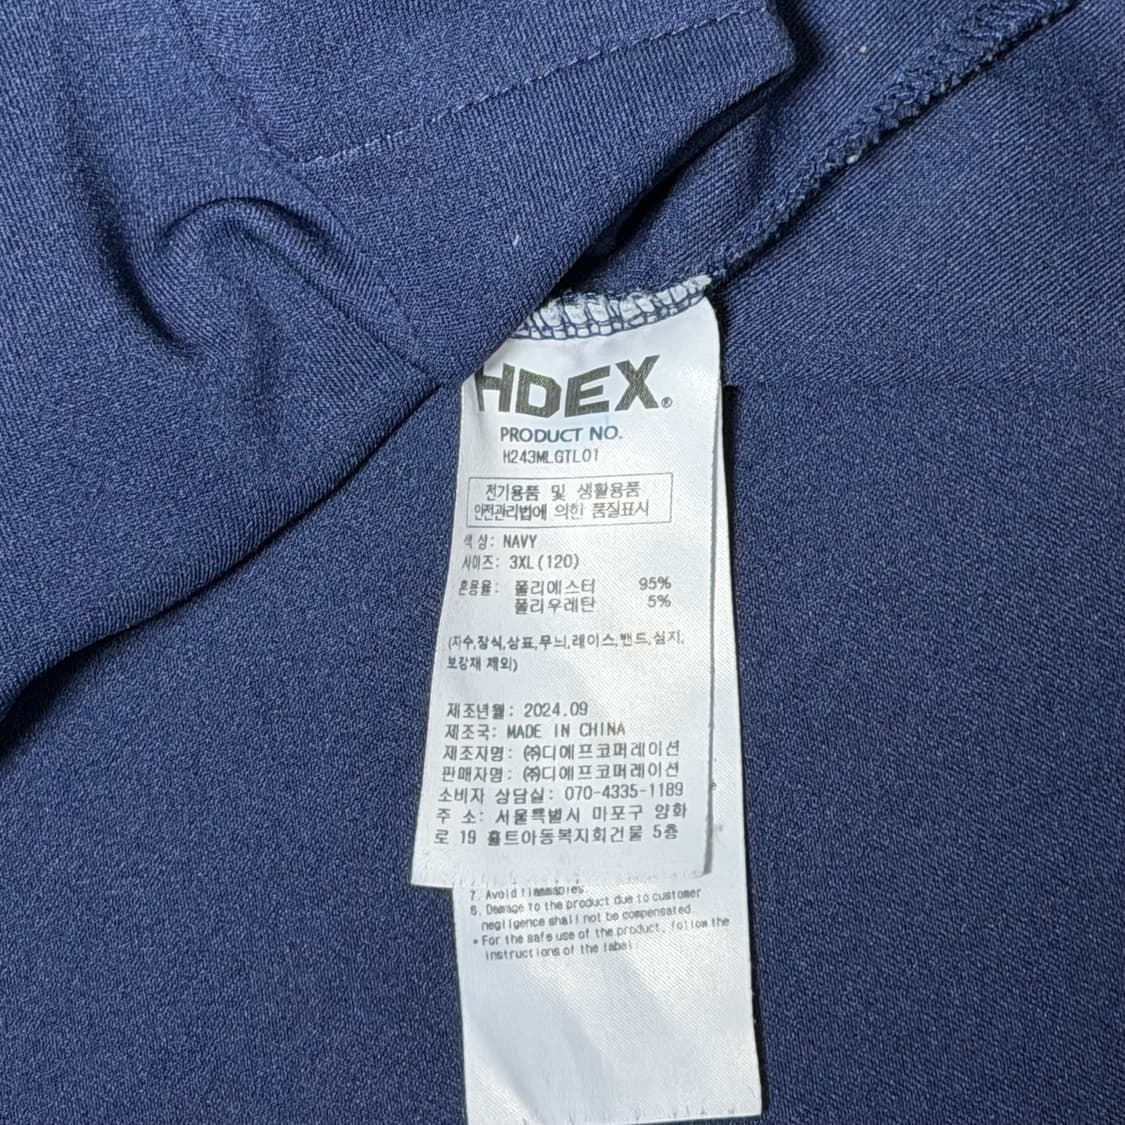 HDEX®
PRODUCT NO.
H243MLGTL01
전기용품 및 생활용품
안전관리법에 의한 품질표시
색상: NAVY
사이즈: 3XL(120)
혼용율: 폴리에스터 95%
폴리우레탄 5%
(자수,장식,상표,무늬,레이스,밴드,심지,
보강재 제외)
제조년월: 2024.09
제조국: MADE IN CHINA
제조자명: ㈜디에프코퍼레이션
판매자명: ㈜디에프코퍼레이션
소비자 상담실: 070-4335-1189
주 소: 서울특별시 마포구 양화
로 19 홀트아동복지회건물 5층
7. Avoid flammables
8. Damage to the product due to customer
negligence shall not be compensated.
* For the safe use of the product, follow the
instructions of the label